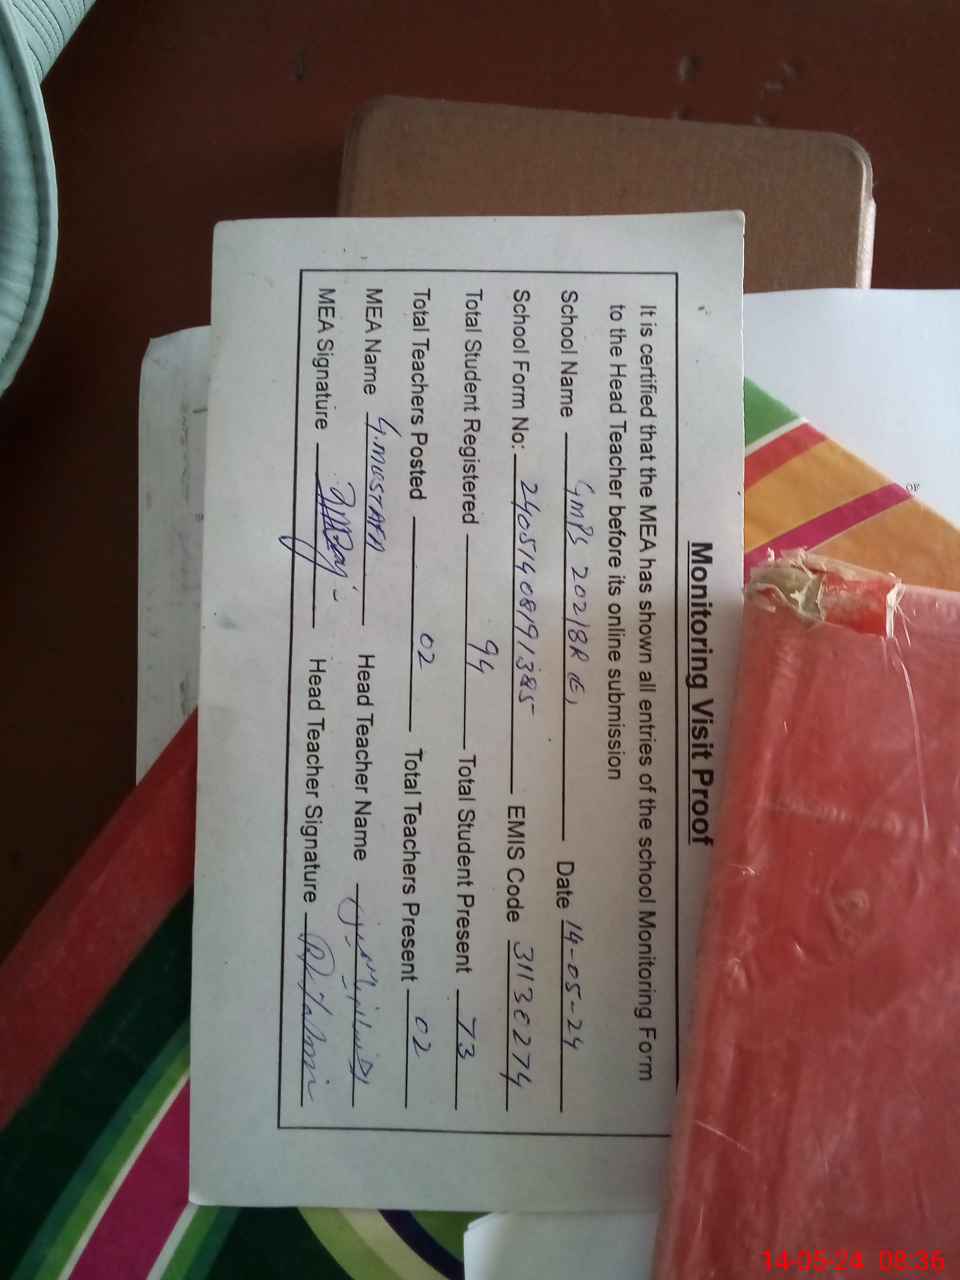 Monitoring Visit Proof
It is certified that the MEA has shown all entries of the school Monitoring Form
to the Head Teacher before its online submission
School Name GMPS 202/8R Date 14-05-24
School Form No: 24051408191385 EMIS Code 31130274
Total Student Registered 94 Total Student Present 73
Total Teachers Posted 02 Total Teachers Present 02
MEA Name G.MUSTAFA Head Teacher Name
MEA Signature Head Teacher Signature
14-05-24 08:36